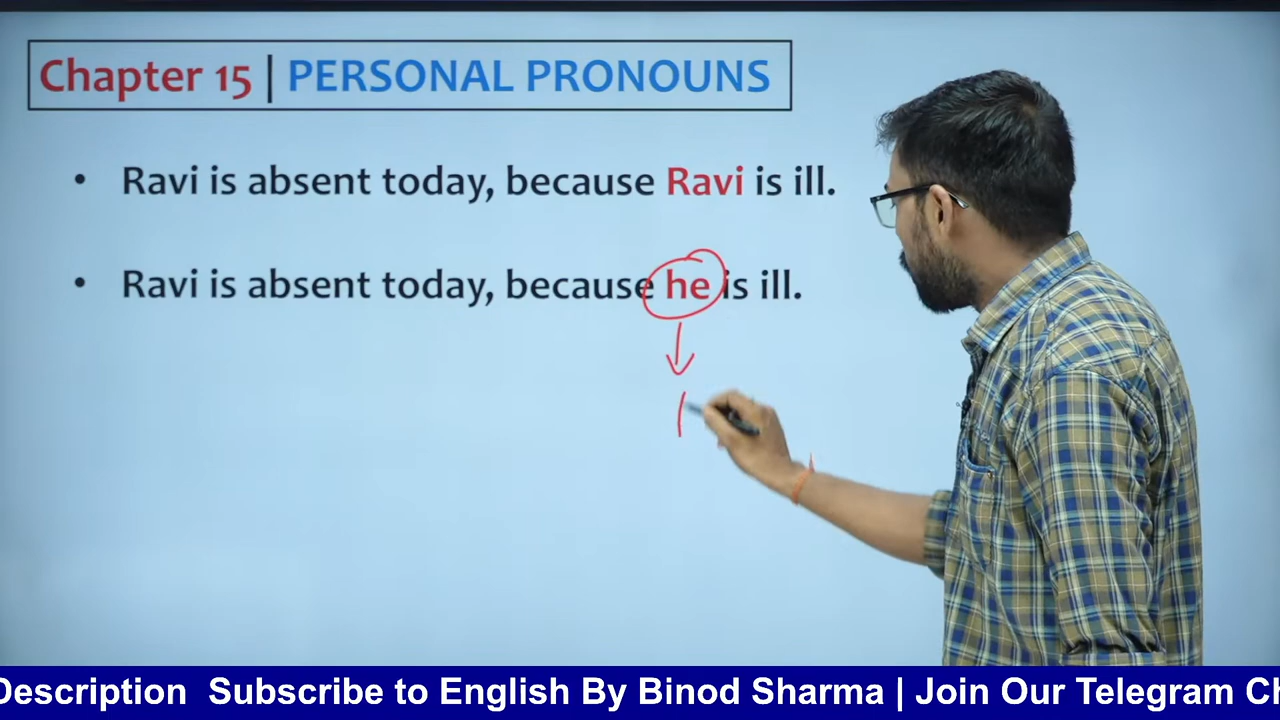 Chapter 15 | PERSONAL PRONOUNS
• Ravi is absent today, because Ravi is ill.
• Ravi is absent today, because he is ill.
Description Subscribe to English By Binod Sharma | Join Our Telegram